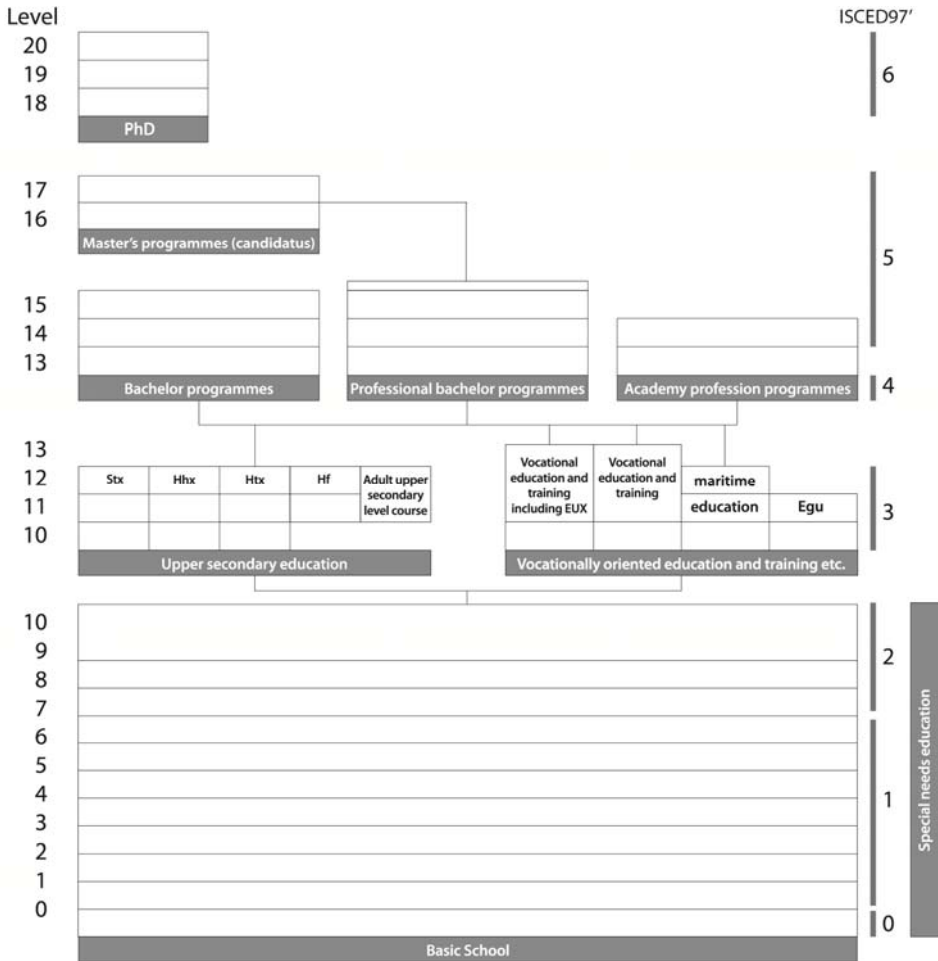 Level
ISCED97'
20
19
18
PhD
6
17
16
Master's programmes (candidatus)
5
15
14
13
Bachelor programmes
Professional bachelor programmes
Academy profession programmes
4
13
12
11
10
Stx
Hhx
Htx
Hf
Adult upper
secondary
level course
Vocational
education and
training
including EUX
Vocational
education and
training
maritime
education
Egu
3
Upper secondary education
Vocationally oriented education and training etc.
10
9
8
7
6
5
4
3
2
1
0
2
1
0
Special needs education
Basic School